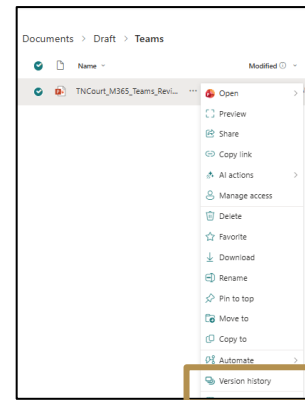 Documents > Draft > Teams
Name Modified
TNCourt_M365_Teams_Revi... ...
Open
Preview
Share
Copy link
AI actions
Manage access
Delete
Favorite
Download
Rename
Pin to top
Move to
Copy to
Automate
Version history